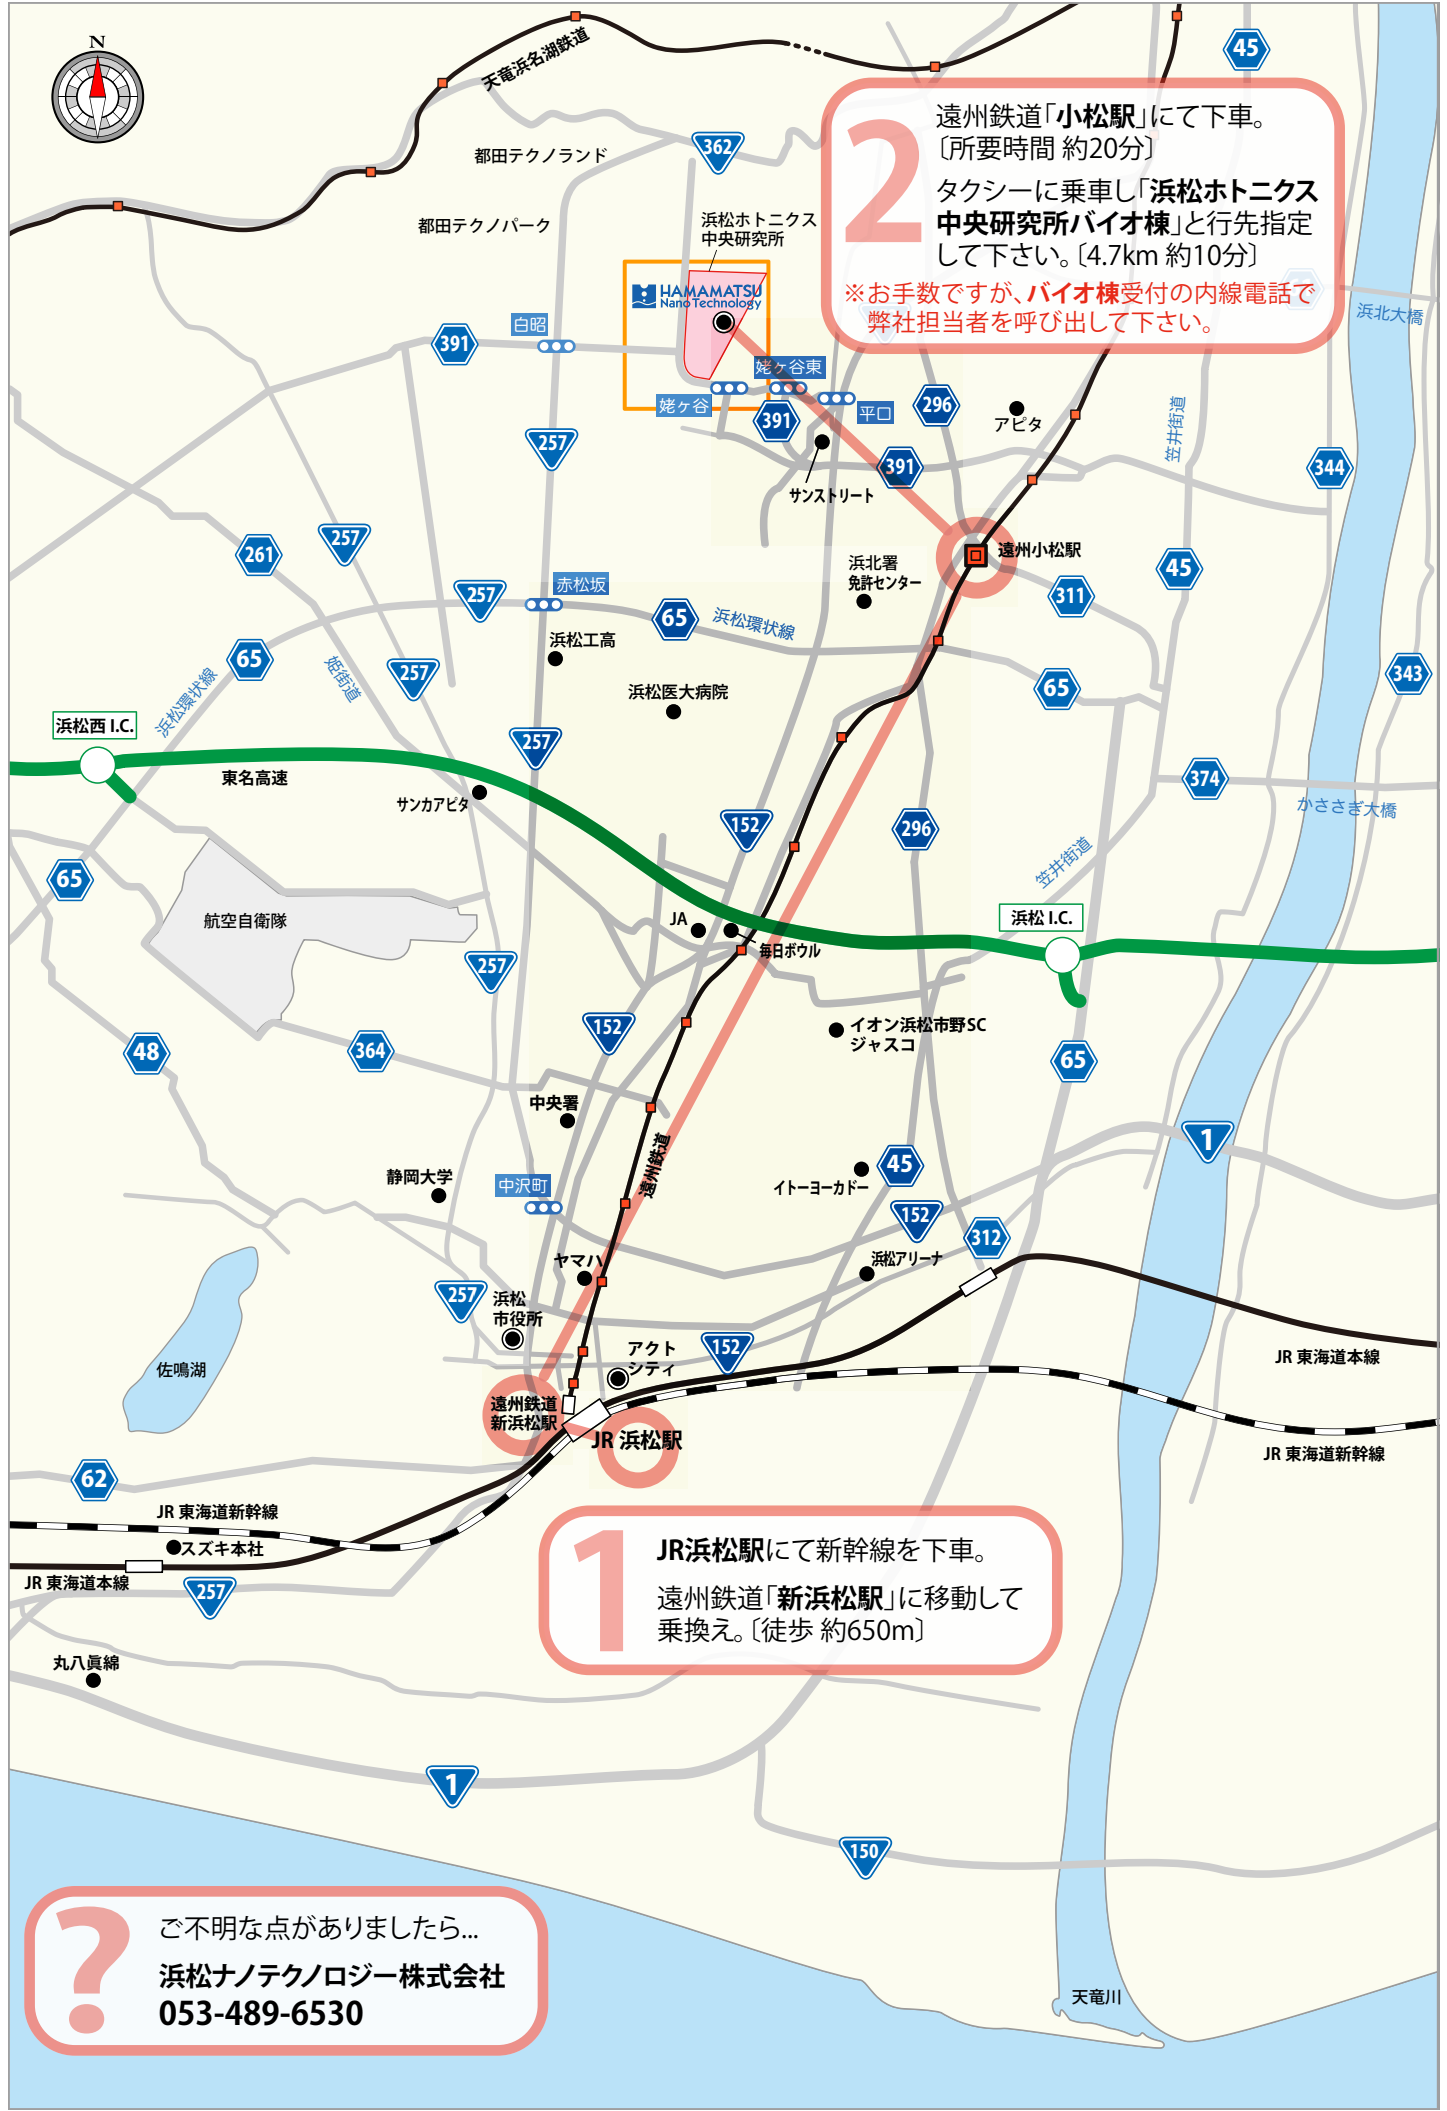 N
天竜浜名湖鉄道
45
362
都田テクノランド
都田テクノパーク
浜松ホトニクス
中央研究所
HAMAMATSU
Nano Technology
2
遠州鉄道「小松駅」にて下車。
〔所要時間 約20分〕
タクシーに乗車し「浜松ホトニクス
中央研究所バイオ棟」と行先指定
して下さい。〔4.7km 約10分〕
※お手数ですが、バイオ棟受付の内線電話で
弊社担当者を呼び出して下さい。
浜北大橋
白昭
391
姥ヶ谷東
姥ヶ谷
391
平口
296
アピタ
笠井街道
257
391
344
サンストリート
257
261
遠州小松駅
浜北署
免許センター
45
赤松坂
257
65
浜松環状線
311
浜松工高
65
姫街道
257
浜松環状線
浜松医大病院
65
343
浜松西 I.C.
257
東名高速
サンカアピタ
374
かささぎ大橋
152
296
笠井街道
65
航空自衛隊
JA
毎日ボウル
浜松 I.C.
257
152
イオン浜松市野SC
ジャスコ
48
364
65
中央署
1
遠州鉄道
静岡大学
中沢町
イトーヨーカドー
45
152
312
ヤマハ
浜松アリーナ
257
浜松
市役所
アクト
シティ
152
佐鳴湖
JR 東海道本線
遠州鉄道
新浜松駅
JR 浜松駅
JR 東海道新幹線
62
JR 東海道新幹線
スズキ本社
JR 東海道本線
257
1
JR浜松駅にて新幹線を下車。
遠州鉄道「新浜松駅」に移動して
乗換え。〔徒歩 約650m〕
丸八眞綿
1
150
?
ご不明な点がありましたら...
浜松ナノテクノロジー株式会社
053-489-6530
天竜川